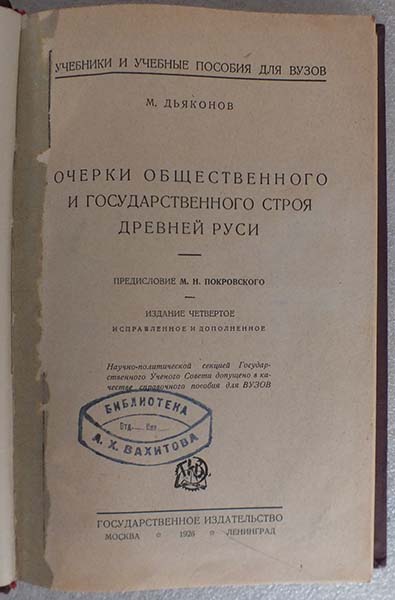 УЧЕБНИКИ И УЧЕБНЫЕ ПОСОБИЯ ДЛЯ ВУЗОВ
М. ДЬЯКОНОВ
ОЧЕРКИ ОБЩЕСТВЕННОГО
И ГОСУДАРСТВЕННОГО СТРОЯ
ДРЕВНЕЙ РУСИ
ПРЕДИСЛОВИЕ М. Н. ПОКРОВСКОГО
ИЗДАНИЕ ЧЕТВЕРТОЕ
ИСПРАВЛЕННОЕ И ДОПОЛНЕННОЕ
Научно-политической секцией Государ-
ственного Ученого Совета допущено в ка-
честве справочного пособия для ВУЗОВ
БИБЛИОТЕКА
Отд.
А. Х. ВАХИТОВА
ГОСУДАРСТВЕННОЕ ИЗДАТЕЛЬСТВО
МОСКВА 1926 ЛЕНИНГРАД